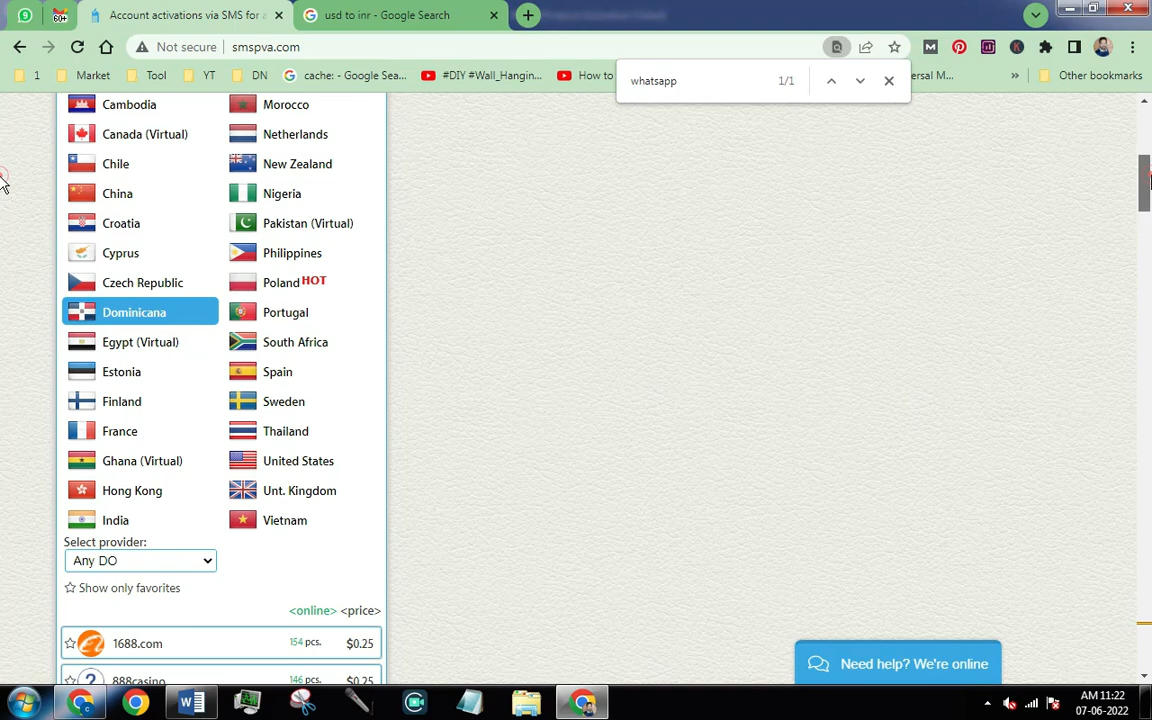 60+
Account activations via SMS for a
usd to inr - Google Search
Not secure
smspva.com
1
Market
Tool
YT
DN
cache: - Google Sea...
#DIY #Wall_Hangin...
How to
ersal M...
»
Other bookmarks
whatsapp
1/1
Cambodia
Morocco
Canada (Virtual)
Netherlands
Chile
New Zealand
China
Nigeria
Croatia
Pakistan (Virtual)
Cyprus
Philippines
Czech Republic
Poland HOT
Dominicana
Portugal
Egypt (Virtual)
South Africa
Estonia
Spain
Finland
Sweden
France
Thailand
Ghana (Virtual)
United States
Hong Kong
Unt. Kingdom
India
Vietnam
Select provider:
Any DO
Show only favorites
<online> <price>
1688.com
154 pcs.
$0.25
888casino
146 pcs.
$0.25
Need help? We're online
AM 11:22
07-06-2022